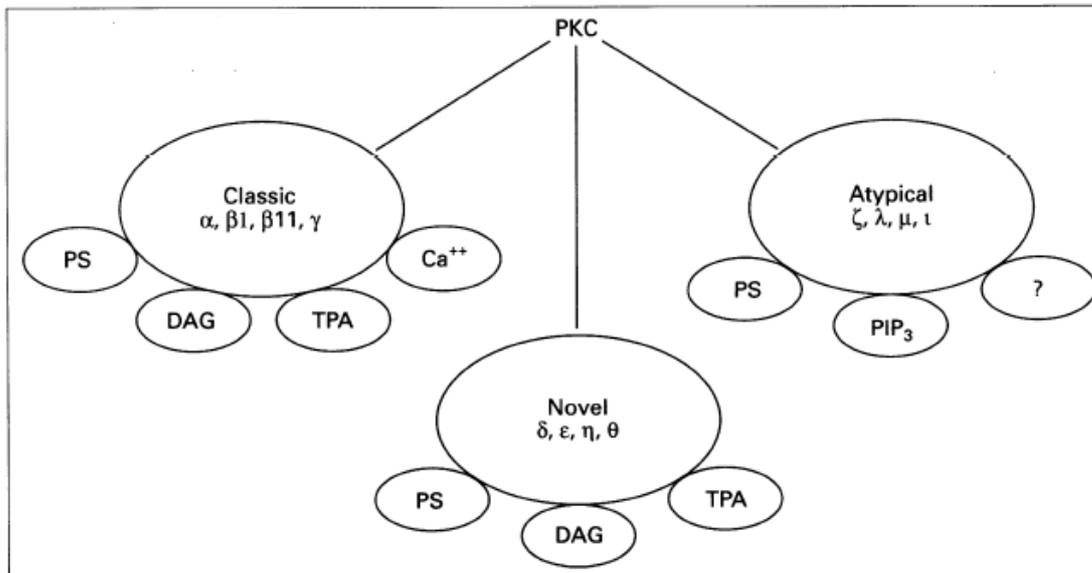 PKC
Classic
α, β1, β11, γ
PS
DAG
TPA
Ca⁺⁺
Novel
δ, ε, η, θ
PS
DAG
TPA
Atypical
ζ, λ, μ, ι
PS
PIP₃
?